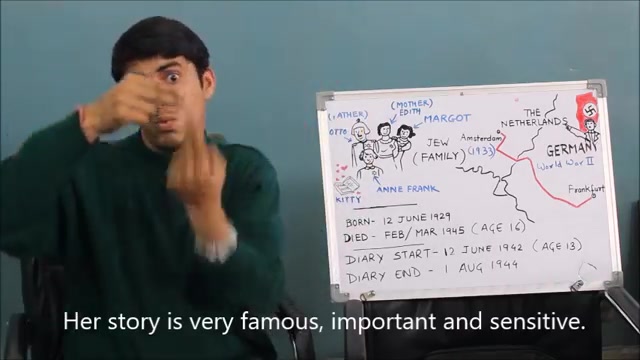 (MOTHER)
EDITH
(FATHER)
OTTO
MARGOT
JEW
(FAMILY)
ANNE FRANK
KITTY
THE
NETHERLANDS
Amsterdam
(1933)
GERMANY
World War II
Frankfurt
BORN- 12 JUNE 1929
DIED- FEB/MAR 1945 (AGE 16)
DIARY START- 12 JUNE 1942 (AGE 13)
DIARY END - 1 AUG 1944
Her story is very famous, important and sensitive.